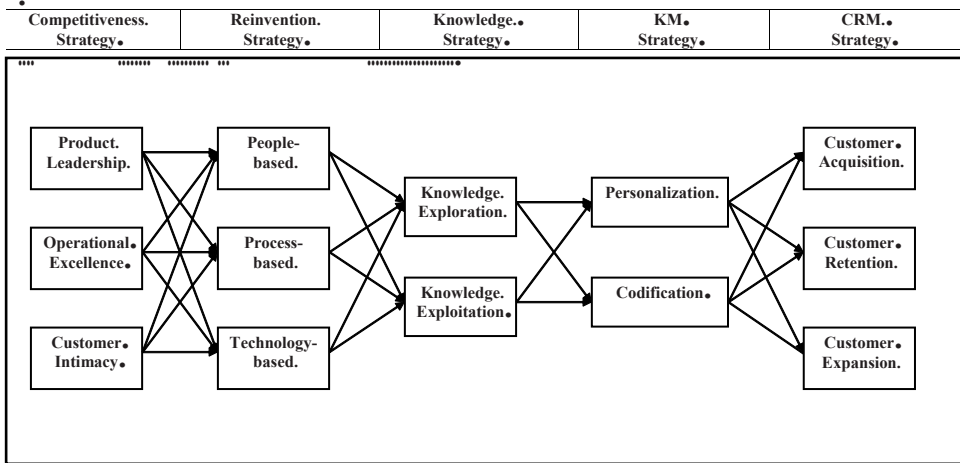 Competitiveness.
Strategy.
Reinvention.
Strategy.
Knowledge.
Strategy.
KM.
Strategy.
CRM.
Strategy.
Product.
Leadership.
Operational.
Excellence.
Customer.
Intimacy.
People-
based.
Process-
based.
Technology-
based.
Knowledge.
Exploration.
Knowledge.
Exploitation.
Personalization.
Codification.
Customer.
Acquisition.
Customer.
Retention.
Customer.
Expansion.